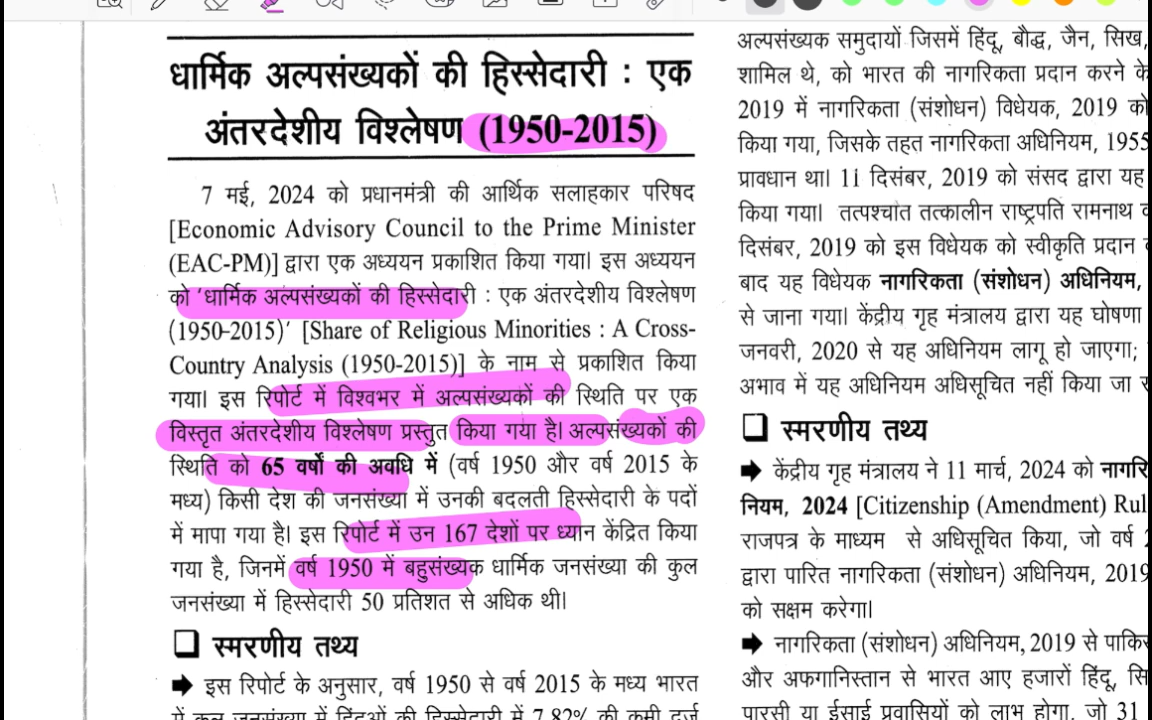 धार्मिक अल्पसंख्यकों की हिस्सेदारी : एक
अंतरदेशीय विश्लेषण (1950-2015)
7 मई, 2024 को प्रधानमंत्री की आर्थिक सलाहकार परिषद
[Economic Advisory Council to the Prime Minister
(EAC-PM)] द्वारा एक अध्ययन प्रकाशित किया गया। इस अध्ययन
को 'धार्मिक अल्पसंख्यकों की हिस्सेदारी : एक अंतरदेशीय विश्लेषण
(1950-2015)' [Share of Religious Minorities : A Cross-
Country Analysis (1950-2015)] के नाम से प्रकाशित किया
गया। इस रिपोर्ट में विश्वभर में अल्पसंख्यकों की स्थिति पर एक
विस्तृत अंतरदेशीय विश्लेषण प्रस्तुत किया गया है। अल्पसंख्यकों की
स्थिति को 65 वर्षों की अवधि में (वर्ष 1950 और वर्ष 2015 के
मध्य) किसी देश की जनसंख्या में उनकी बदलती हिस्सेदारी के पदों
में मापा गया है। इस रिपोर्ट में उन 167 देशों पर ध्यान केंद्रित किया
गया है, जिनमें वर्ष 1950 में बहुसंख्यक धार्मिक जनसंख्या की कुल
जनसंख्या में हिस्सेदारी 50 प्रतिशत से अधिक थी।
❑ स्मरणीय तथ्य
➡ इस रिपोर्ट के अनुसार, वर्ष 1950 से वर्ष 2015 के मध्य भारत
में कुल जनसंख्या में हिंदुओं की हिस्सेदारी में 7.82% की कमी दर्ज
अल्पसंख्यक समुदायों जिसमें हिंदू, बौद्ध, जैन, सिख,
शामिल थे, को भारत की नागरिकता प्रदान करने के
2019 में नागरिकता (संशोधन) विधेयक, 2019 को
किया गया, जिसके तहत नागरिकता अधिनियम, 1955
प्रावधान था। 11 दिसंबर, 2019 को संसद द्वारा यह
किया गया। तत्पश्चात तत्कालीन राष्ट्रपति रामनाथ
दिसंबर, 2019 को इस विधेयक को स्वीकृति प्रदान
बाद यह विधेयक नागरिकता (संशोधन) अधिनियम,
से जाना गया। केंद्रीय गृह मंत्रालय द्वारा यह घोषणा
जनवरी, 2020 से यह अधिनियम लागू हो जाएगा;
अभाव में यह अधिनियम अधिसूचित नहीं किया जा
❑ स्मरणीय तथ्य
➡ केंद्रीय गृह मंत्रालय ने 11 मार्च, 2024 को नागरि
नियम, 2024 [Citizenship (Amendment) Rul
राजपत्र के माध्यम से अधिसूचित किया, जो वर्ष
द्वारा पारित नागरिकता (संशोधन) अधिनियम, 2019
को सक्षम करेगा।
➡ नागरिकता (संशोधन) अधिनियम, 2019 से पाकि
और अफगानिस्तान से भारत आए हजारों हिंदू, सि
पारसी या ईसाई प्रवासियों को लाभ होगा, जो 31